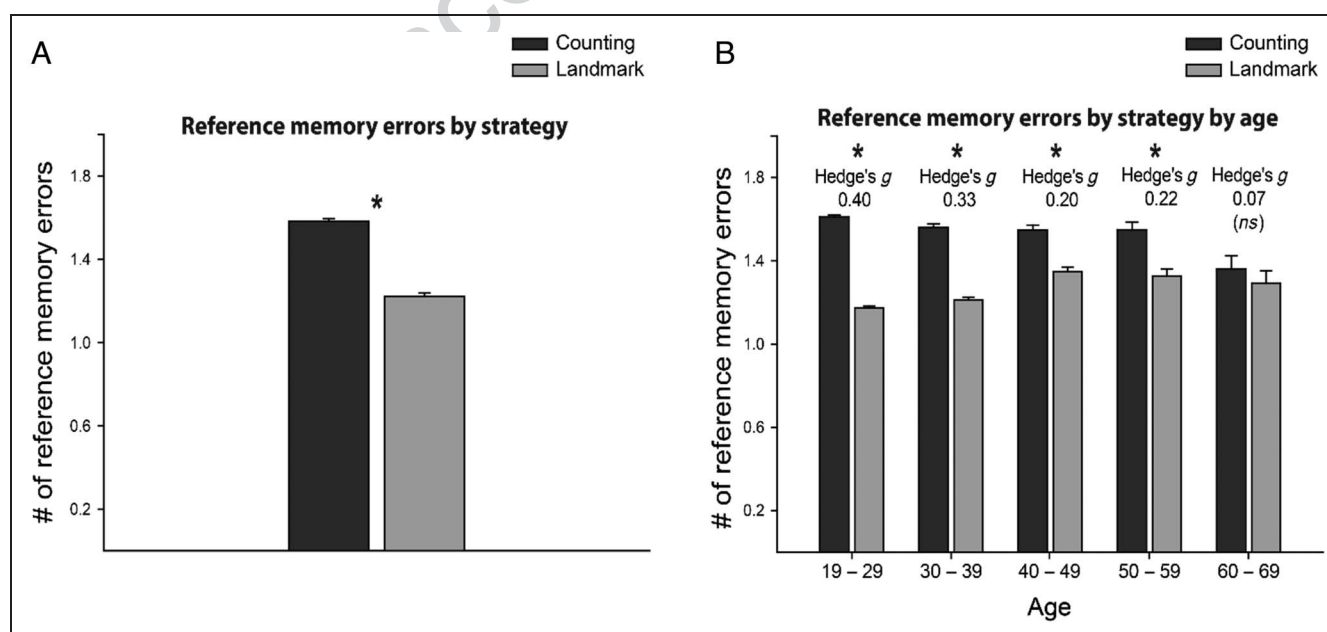 A
Counting
Landmark
Reference memory errors by strategy
# of reference memory errors
1.8
*
1.4
1.0
0.6
0.2
B
Counting
Landmark
Reference memory errors by strategy by age
# of reference memory errors
* * * *
Hedge's g Hedge's g Hedge's g Hedge's g Hedge's g
0.40 0.33 0.20 0.22 0.07
(ns)
1.8
1.4
1.0
0.6
0.2
19 – 29 30 – 39 40 – 49 50 – 59 60 – 69
Age